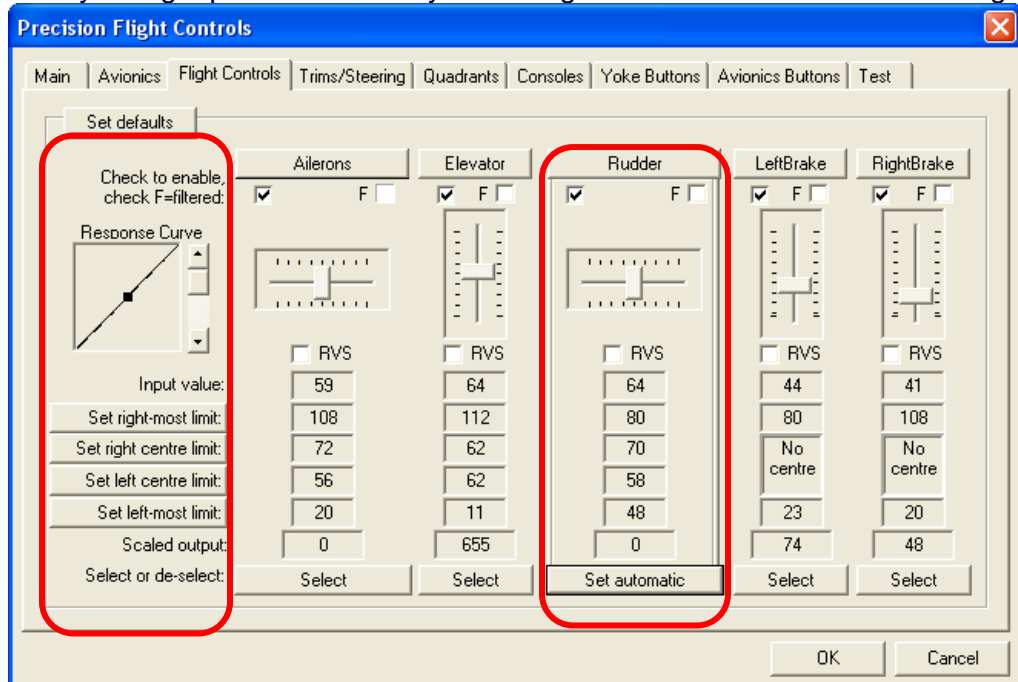 Precision Flight Controls
Main Avionics Flight Controls Trims/Steering Quadrants Consoles Yoke Buttons Avionics Buttons Test
Set defaults
Ailerons Elevator Rudder LeftBrake RightBrake
Check to enable,
check F=filtered: F F F F F
Response Curve
RVS RVS RVS RVS RVS
Input value: 59 64 64 44 41
Set right-most limit: 108 112 80 80 108
Set right centre limit: 72 62 70 No centre No centre
Set left centre limit: 56 62 58
Set left-most limit: 20 11 48 23 20
Scaled output: 0 655 0 74 48
Select or de-select: Select Select Set automatic Select Select
OK Cancel